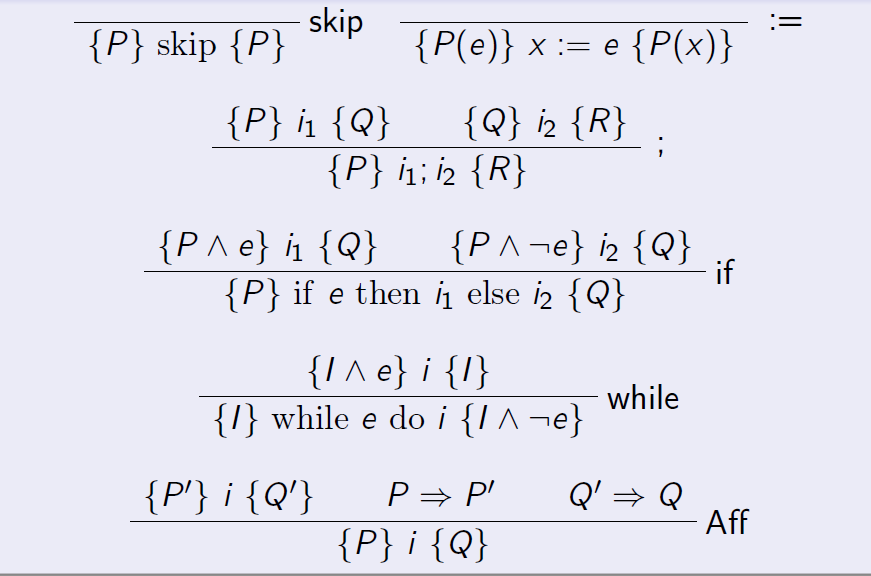 {P} skip {P} skip {P(e)} x := e {P(x)} :=
{P} i₁ {Q} {Q} i₂ {R}
{P} i₁; i₂ {R} ;
{P ∧ e} i₁ {Q} {P ∧ ¬e} i₂ {Q}
{P} if e then i₁ else i₂ {Q} if
{I ∧ e} i {I}
{I} while e do i {I ∧ ¬e} while
{P′} i {Q′} P ⇒ P′ Q′ ⇒ Q
{P} i {Q} Aff